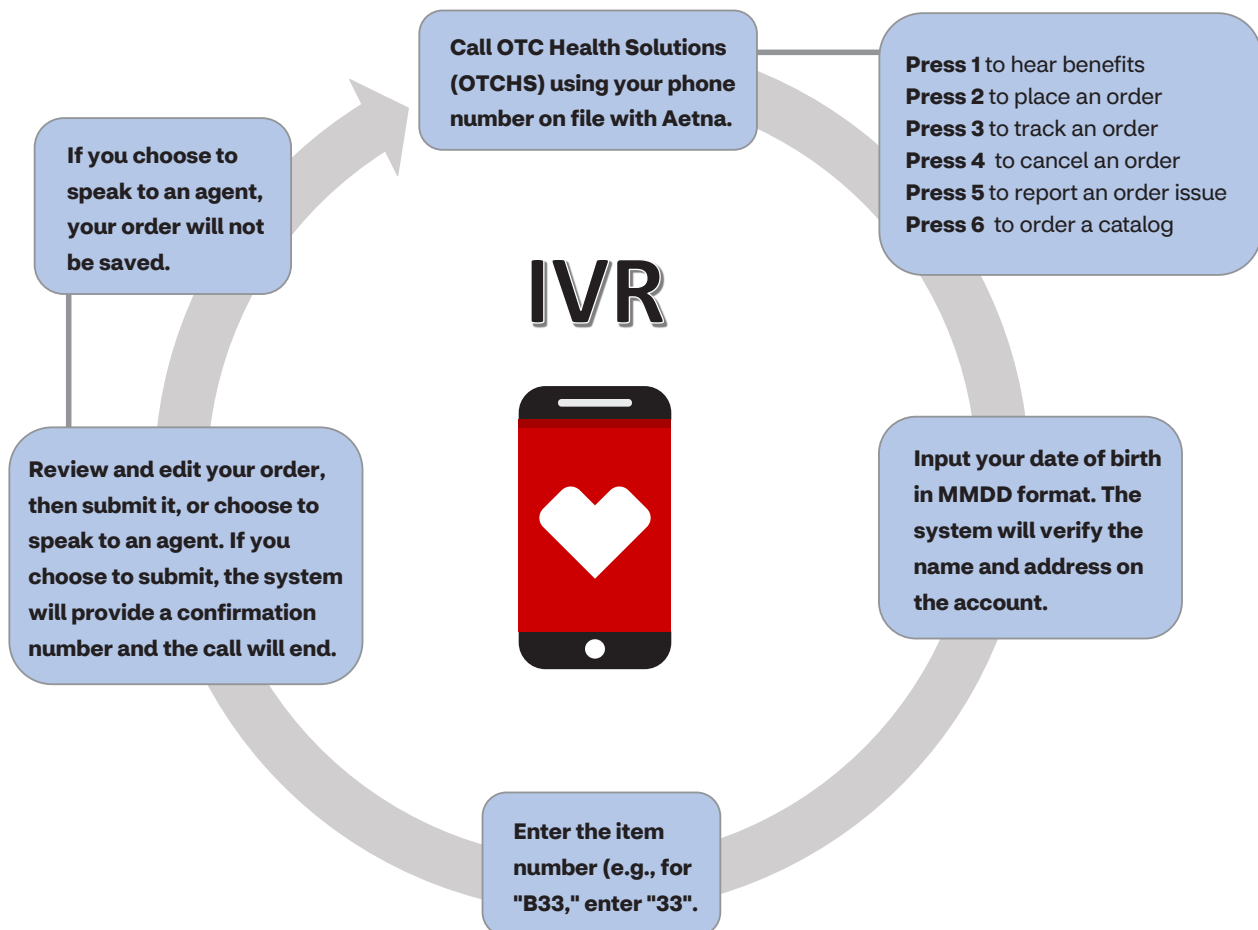 Call OTC Health Solutions
(OTCHS) using your phone
number on file with Aetna.
Press 1 to hear benefits
Press 2 to place an order
Press 3 to track an order
Press 4 to cancel an order
Press 5 to report an order issue
Press 6 to order a catalog
Input your date of birth
in MMDD format. The
system will verify the
name and address on
the account.
Enter the item
number (e.g., for
"B33," enter "33".
Review and edit your order,
then submit it, or choose to
speak to an agent. If you
choose to submit, the system
will provide a confirmation
number and the call will end.
If you choose to
speak to an agent,
your order will not
be saved.
IVR